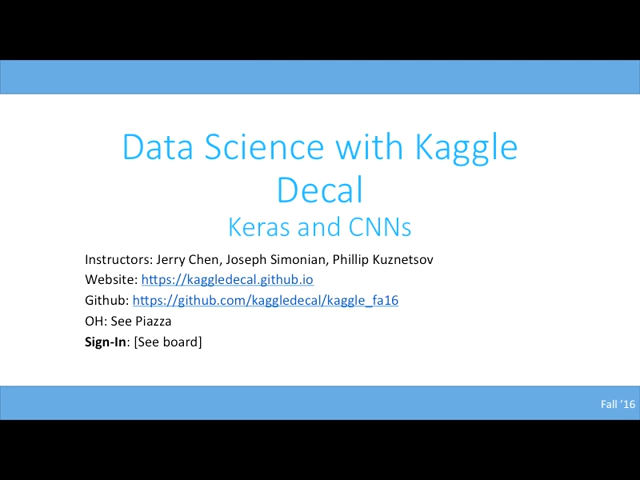 Data Science with Kaggle
Decal
Keras and CNNs
Instructors: Jerry Chen, Joseph Simonian, Phillip Kuznetsov
Website: https://kaggledecal.github.io
Github: https://github.com/kaggledecal/kaggle_fa16
OH: See Piazza
Sign-In: [See board]
Fall '16